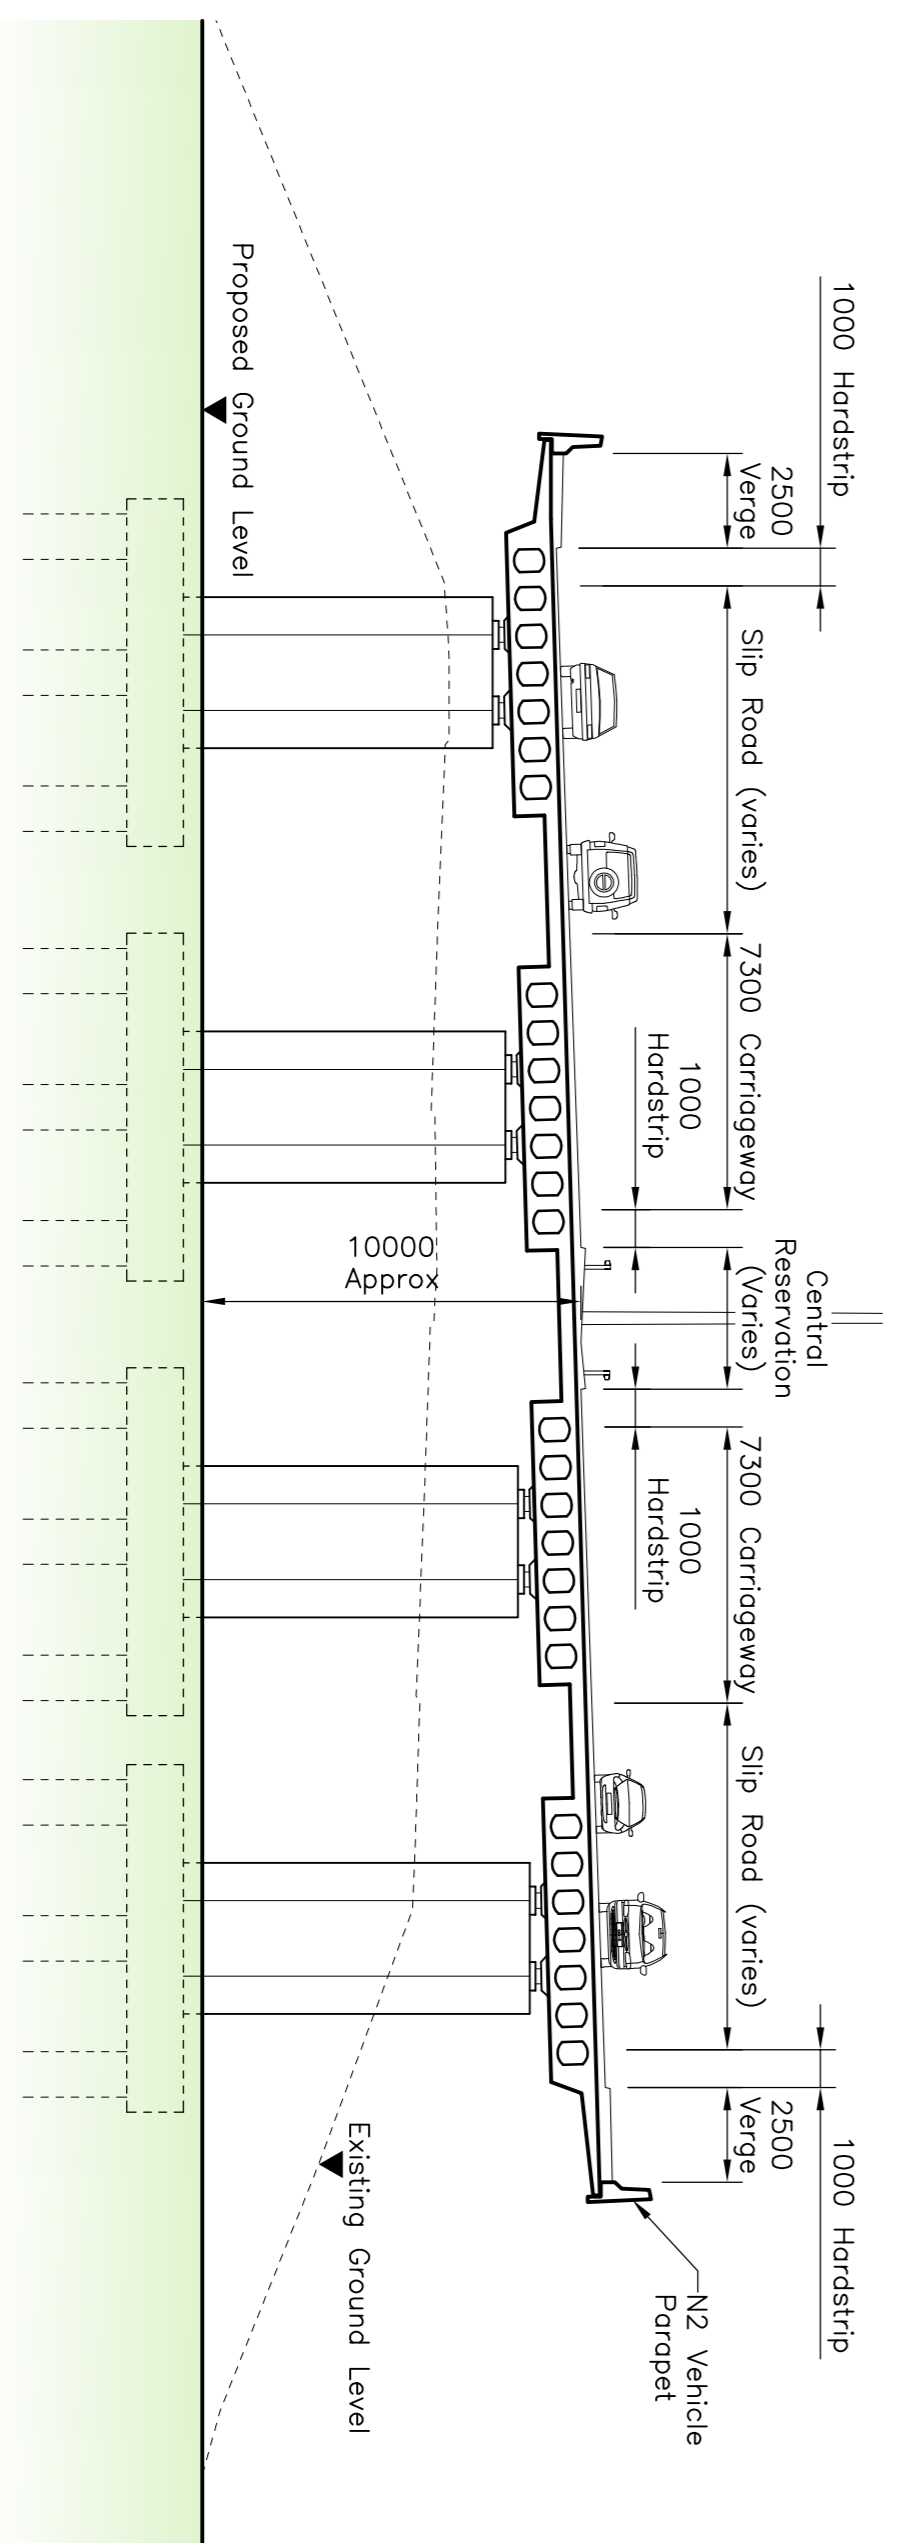 1000 Hardstrip
2500
Verge
Slip Road (varies)
7300 Carriageway
1000
Hardstrip
Central
Reservation
(Varies)
1000
Hardstrip
7300 Carriageway
Slip Road (varies)
2500
Verge
1000 Hardstrip
N2 Vehicle
Parapet
10000
Approx
Proposed Ground Level
Existing Ground Level